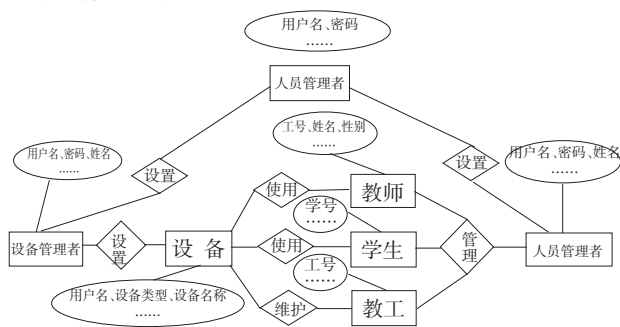 用户名、密码
……
人员管理者
工号、姓名、性别
……
用户名、密码、姓名
……
设置
设置
用户名、密码、姓名
……
使用
教师
学号
……
设备管理者
设置
设 备
使用
学生
管理
人员管理者
工号
……
用户名、设备类型、设备名称
……
维护
教工